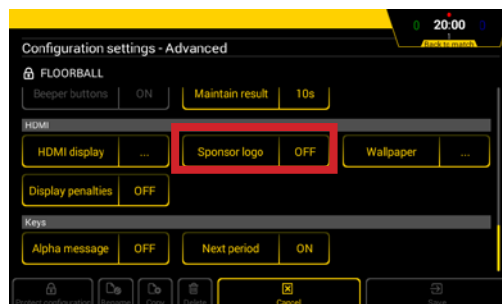 0 20:00 0
1
Back to match
Configuration settings - Advanced
FLOORBALL
Beeper buttons ON Maintain result 10s
HDMI
HDMI display ... Sponsor logo OFF Wallpaper ...
Display penalties OFF
Keys
Alpha message OFF Next period ON
Protect configuration Rename Copy Delete Cancel Save